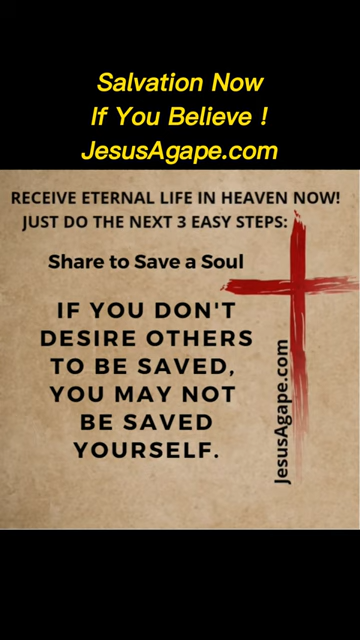 Salvation Now
If You Believe !
JesusAgape.com
RECEIVE ETERNAL LIFE IN HEAVEN NOW!
JUST DO THE NEXT 3 EASY STEPS:
Share to Save a Soul
IF YOU DON'T
DESIRE OTHERS
TO BE SAVED,
YOU MAY NOT
BE SAVED
YOURSELF.
JesusAgape.com